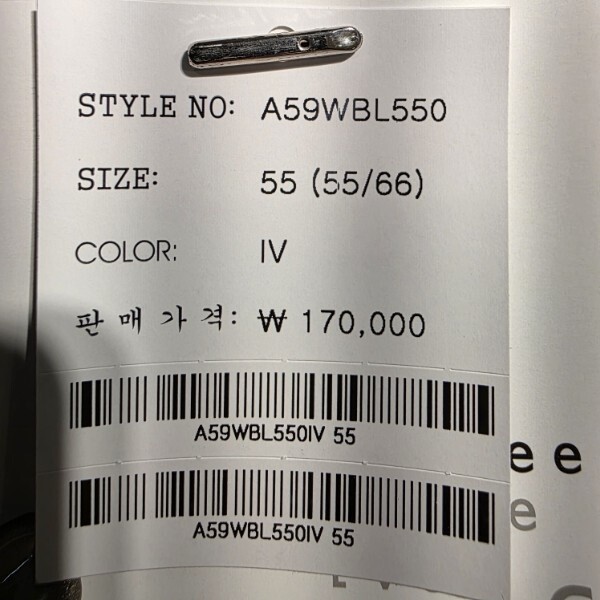 STYLE NO: A59WBL550
SIZE: 55 (55/66)
COLOR: IV
판매가격: ₩ 170,000
A59WBL550IV 55
A59WBL550IV 55